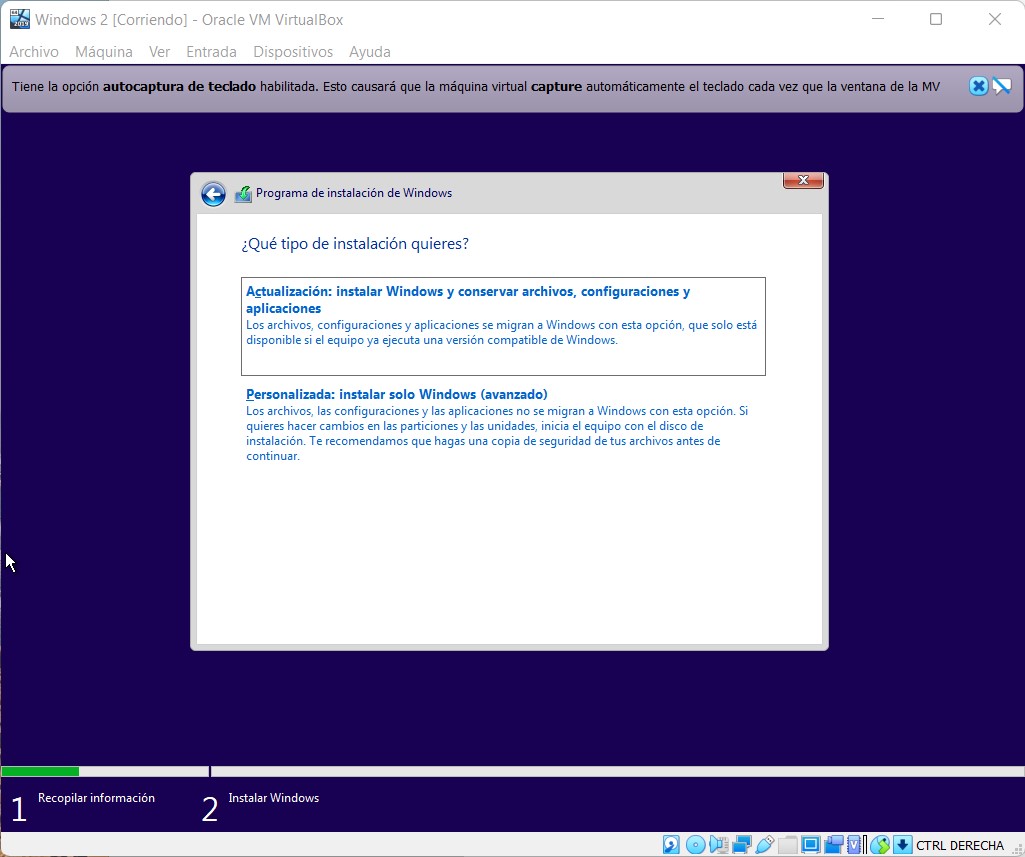 Windows 2 [Corriendo] - Oracle VM VirtualBox
Archivo Máquina Ver Entrada Dispositivos Ayuda
Tiene la opción autocaptura de teclado habilitada. Esto causará que la máquina virtual capture automáticamente el teclado cada vez que la ventana de la MV
Programa de instalación de Windows
¿Qué tipo de instalación quieres?
Actualización: instalar Windows y conservar archivos, configuraciones y
aplicaciones
Los archivos, configuraciones y aplicaciones se migran a Windows con esta opción, que solo está
disponible si el equipo ya ejecuta una versión compatible de Windows.
Personalizada: instalar solo Windows (avanzado)
Los archivos, las configuraciones y las aplicaciones no se migran a Windows con esta opción. Si
quieres hacer cambios en las particiones y las unidades, inicia el equipo con el disco de
instalación. Te recomendamos que hagas una copia de seguridad de tus archivos antes de
continuar.
1 Recopilar información
2 Instalar Windows
CTRL DERECHA